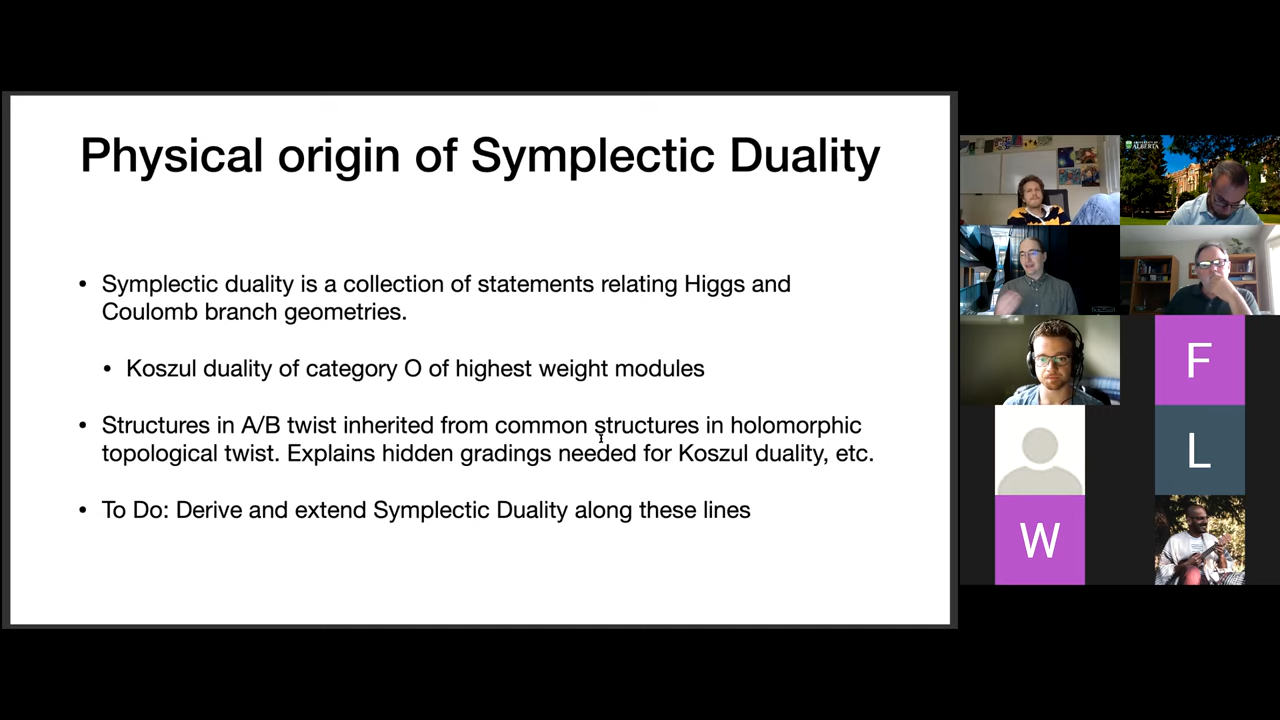 Physical origin of Symplectic Duality
• Symplectic duality is a collection of statements relating Higgs and
Coulomb branch geometries.
• Koszul duality of category O of highest weight modules
• Structures in A/B twist inherited from common structures in holomorphic
topological twist. Explains hidden gradings needed for Koszul duality, etc.
• To Do: Derive and extend Symplectic Duality along these lines
ALBERTA
F
L
W